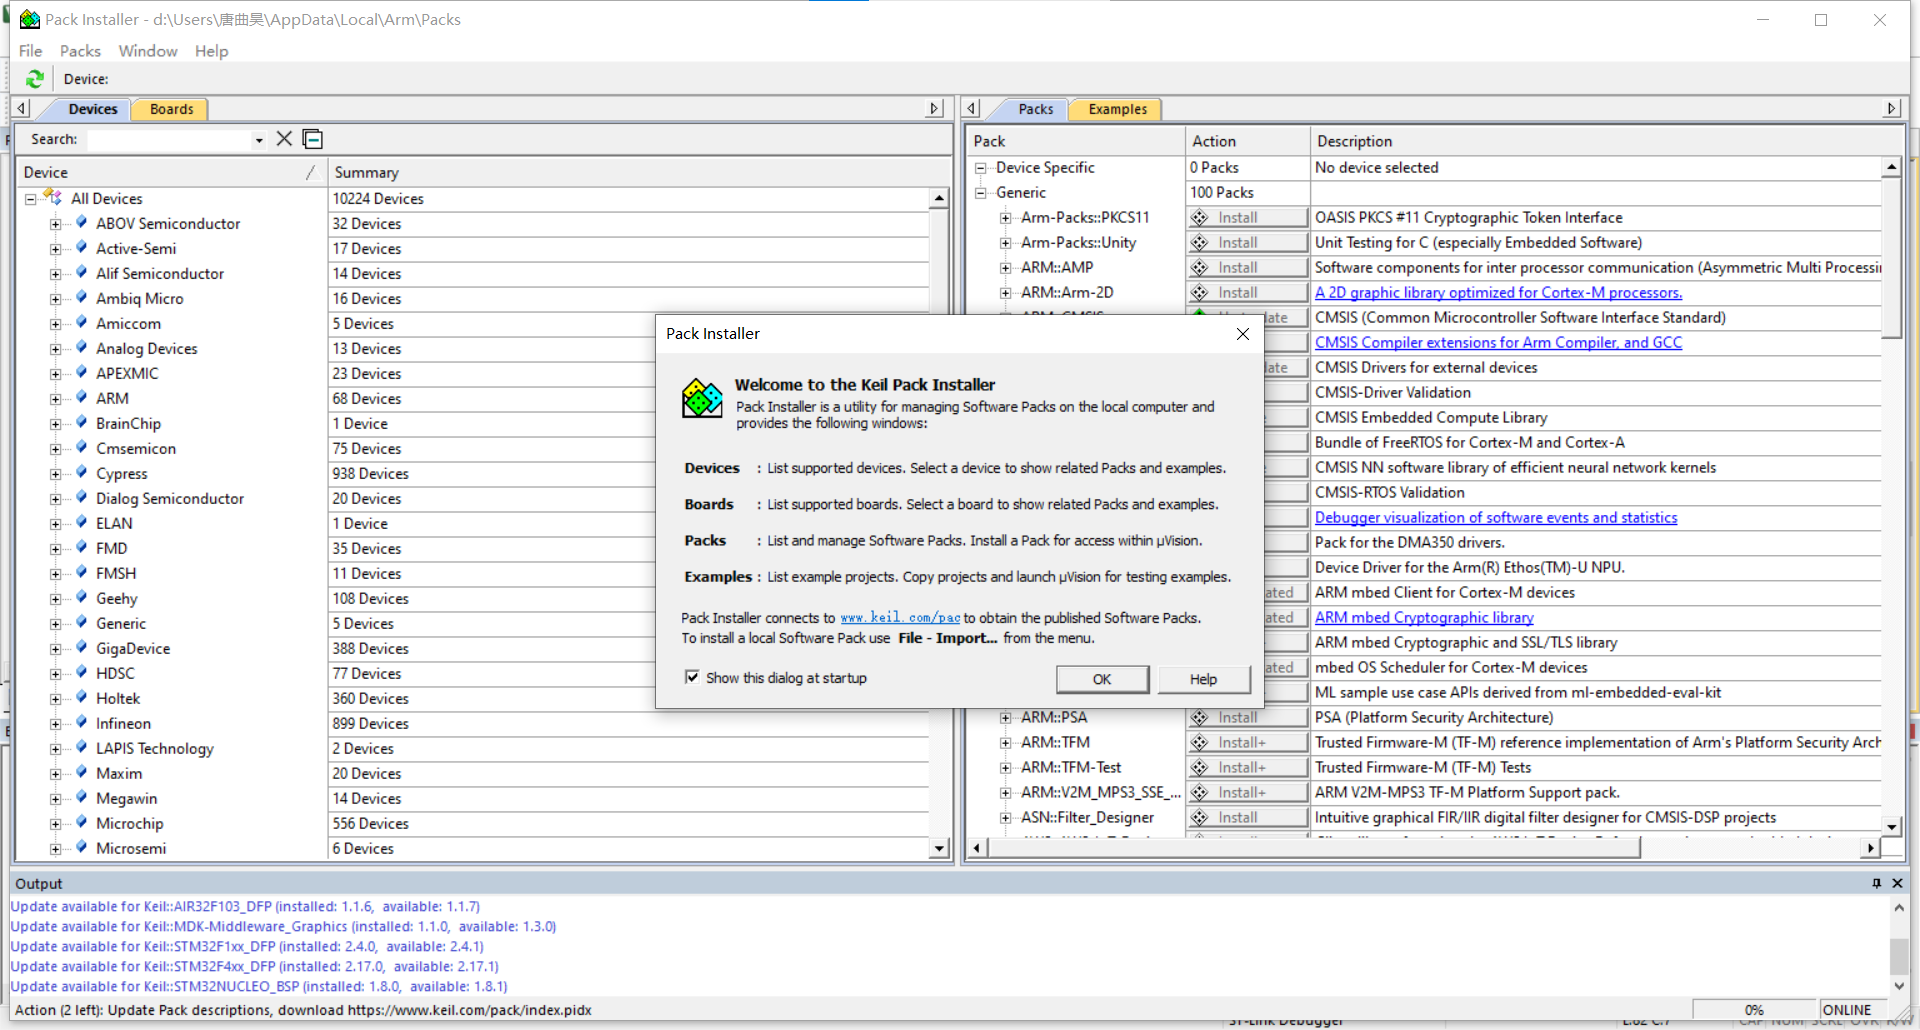 Pack Installer - d:\Users\唐曲昊\AppData\Local\Arm\Packs
File Packs Window Help
Device:
Devices Boards
Search:
Device Summary
All Devices 10224 Devices
ABOV Semiconductor 32 Devices
Active-Semi 17 Devices
Alif Semiconductor 14 Devices
Ambiq Micro 16 Devices
Amiccom 5 Devices
Analog Devices 13 Devices
APEXMIC 23 Devices
ARM 68 Devices
BrainChip 1 Device
Cmsemicon 75 Devices
Cypress 938 Devices
Dialog Semiconductor 20 Devices
ELAN 1 Device
FMD 35 Devices
FMSH 11 Devices
Geehy 108 Devices
Generic 5 Devices
GigaDevice 388 Devices
HDSC 77 Devices
Holtek 360 Devices
Infineon 899 Devices
LAPIS Technology 2 Devices
Maxim 20 Devices
Megawin 14 Devices
Microchip 556 Devices
Microsemi 6 Devices
Packs Examples
Pack Action Description
Device Specific 0 Packs No device selected
Generic 100 Packs
Arm-Packs::PKCS11 Install OASIS PKCS #11 Cryptographic Token Interface
Arm-Packs::Unity Install Unit Testing for C (especially Embedded Software)
ARM::AMP Install Software components for inter processor communication (Asymmetric Multi Processin
ARM::Arm-2D Install A 2D graphic library optimized for Cortex-M processors.
CMSIS (Common Microcontroller Software Interface Standard)
CMSIS Compiler extensions for Arm Compiler, and GCC
CMSIS Drivers for external devices
CMSIS-Driver Validation
CMSIS Embedded Compute Library
Bundle of FreeRTOS for Cortex-M and Cortex-A
CMSIS NN software library of efficient neural network kernels
CMSIS-RTOS Validation
Debugger visualization of software events and statistics
Pack for the DMA350 drivers.
Device Driver for the Arm(R) Ethos(TM)-U NPU.
ated ARM mbed Client for Cortex-M devices
ated ARM mbed Cryptographic library
ARM mbed Cryptographic and SSL/TLS library
ated mbed OS Scheduler for Cortex-M devices
ML sample use case APIs derived from ml-embedded-eval-kit
ARM::PSA Install PSA (Platform Security Architecture)
ARM::TFM Install+ Trusted Firmware-M (TF-M) reference implementation of Arm's Platform Security Arch
ARM::TFM-Test Install+ Trusted Firmware-M (TF-M) Tests
ARM::V2M_MPS3_SSE_... Install+ ARM V2M-MPS3 TF-M Platform Support pack.
ASN::Filter_Designer Install Intuitive graphical FIR/IIR digital filter designer for CMSIS-DSP projects
Pack Installer
Welcome to the Keil Pack Installer
Pack Installer is a utility for managing Software Packs on the local computer and
provides the following windows:
Devices : List supported devices. Select a device to show related Packs and examples.
Boards : List supported boards. Select a board to show related Packs and examples.
Packs : List and manage Software Packs. Install a Pack for access within µVision.
Examples : List example projects. Copy projects and launch µVision for testing examples.
Pack Installer connects to www.keil.com/pac to obtain the published Software Packs.
To install a local Software Pack use File - Import... from the menu.
Show this dialog at startup
OK Help
Output
Update available for Keil::AIR32F103_DFP (installed: 1.1.6, available: 1.1.7)
Update available for Keil::MDK-Middleware_Graphics (installed: 1.1.0, available: 1.3.0)
Update available for Keil::STM32F1xx_DFP (installed: 2.4.0, available: 2.4.1)
Update available for Keil::STM32F4xx_DFP (installed: 2.17.0, available: 2.17.1)
Update available for Keil::STM32NUCLEO_BSP (installed: 1.8.0, available: 1.8.1)
Action (2 left): Update Pack descriptions, download https://www.keil.com/pack/index.pidx
0% ONLINE